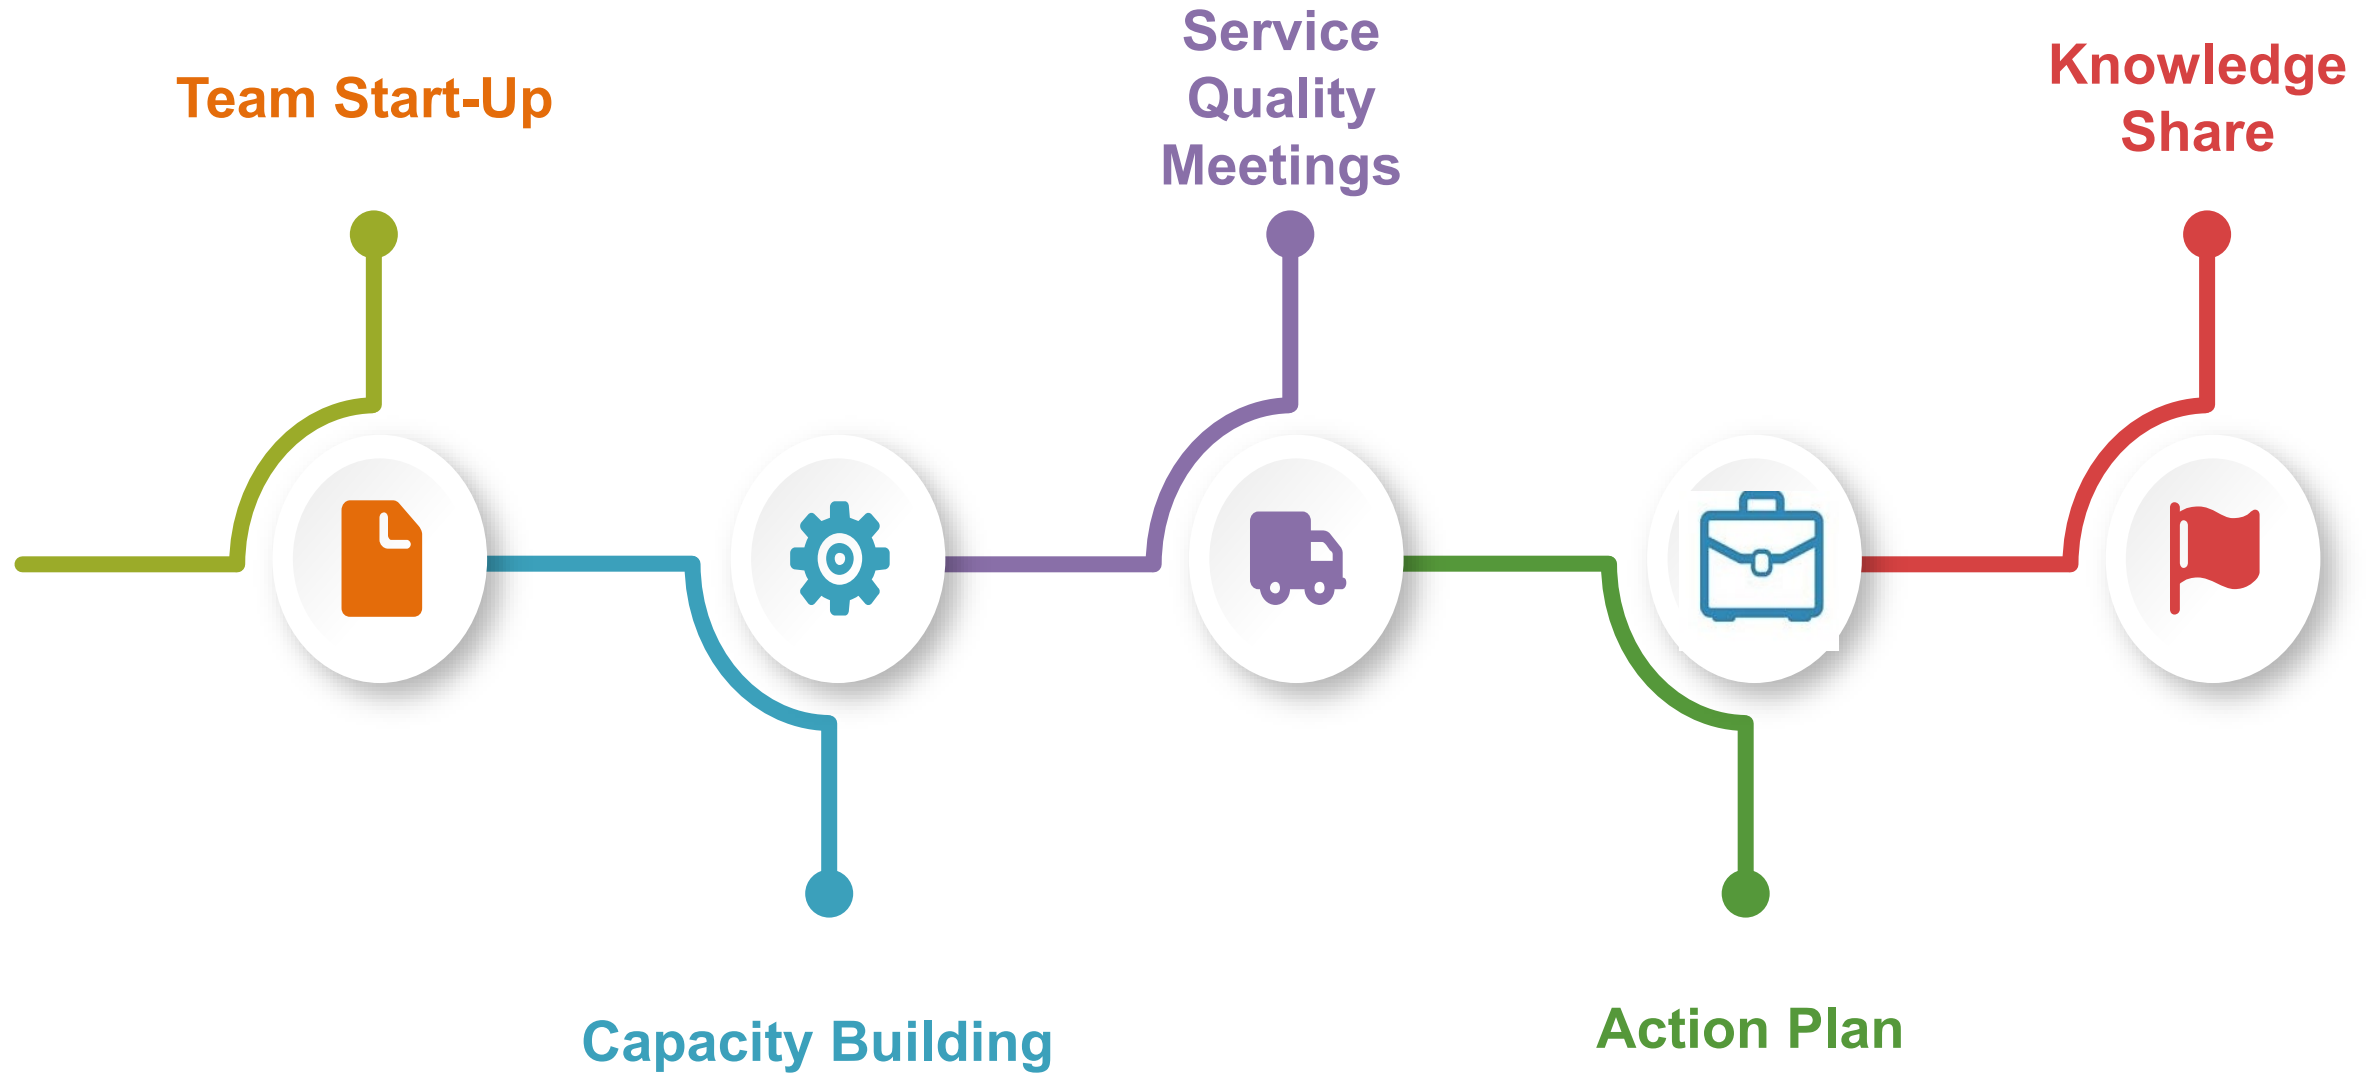 Team Start-Up
Capacity Building
Service
Quality
Meetings
Action Plan
Knowledge
Share